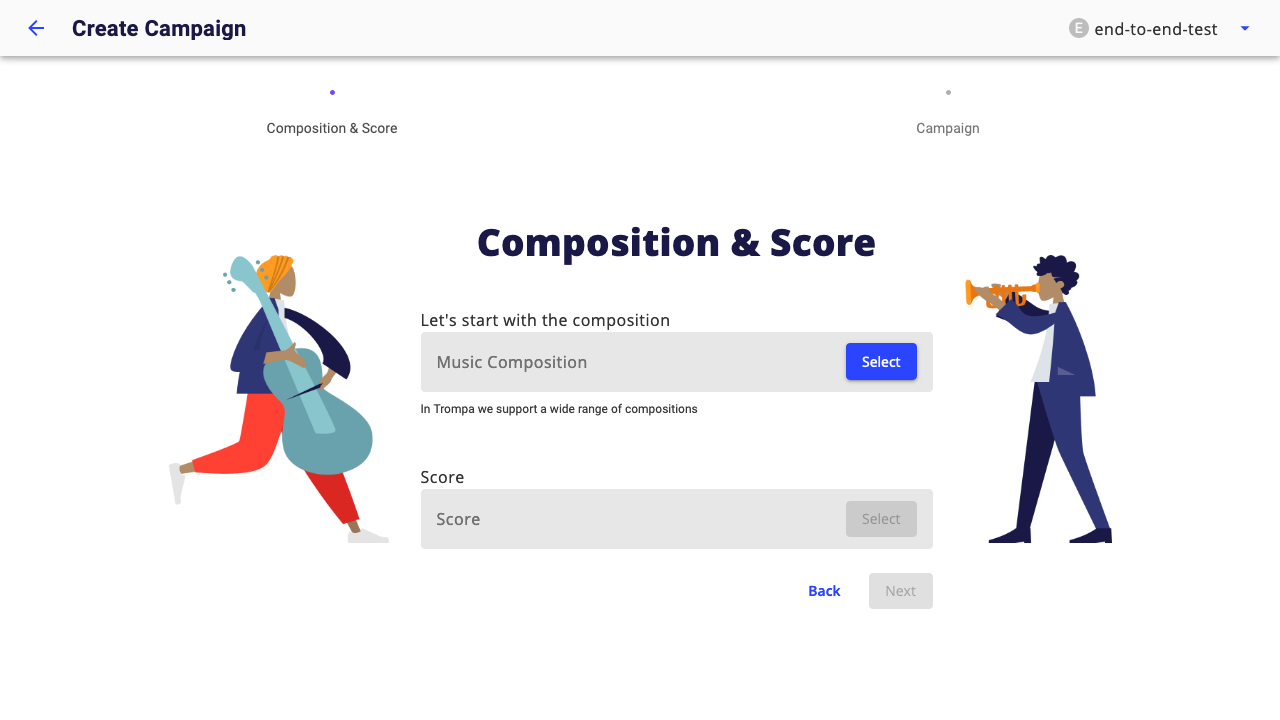 Create Campaign
E end-to-end-test
Composition & Score
Campaign
Composition & Score
Let's start with the composition
Music Composition
Select
In Trompa we support a wide range of compositions
Score
Score
Select
Back
Next